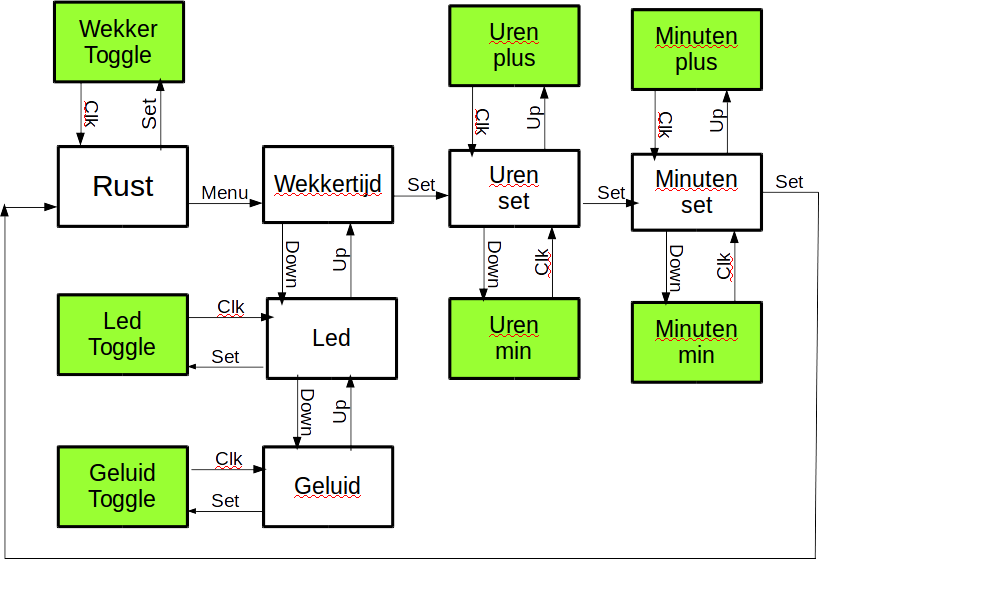 Wekker
Toggle
Uren
plus
Minuten
plus
Clk
Set
Clk
Up
Clk
Up
Rust
Menu
Wekkertijd
Set
Uren
set
Set
Minuten
set
Set
Down
Up
Down
Clk
Down
Clk
Led
Toggle
Clk
Set
Led
Uren
min
Minuten
min
Down
Up
Geluid
Toggle
Clk
Set
Geluid